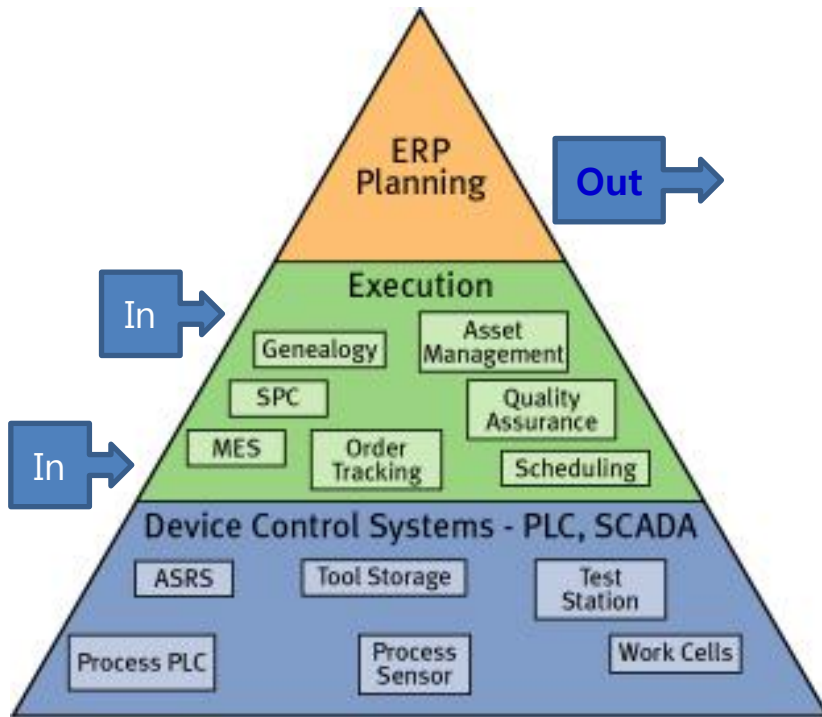 ERP
Planning
Out
Execution
In
Genealogy
Asset
Management
SPC
Quality
Assurance
MES
Order
Tracking
Scheduling
In
Device Control Systems - PLC, SCADA
ASRS
Tool Storage
Test
Station
Process PLC
Process
Sensor
Work Cells